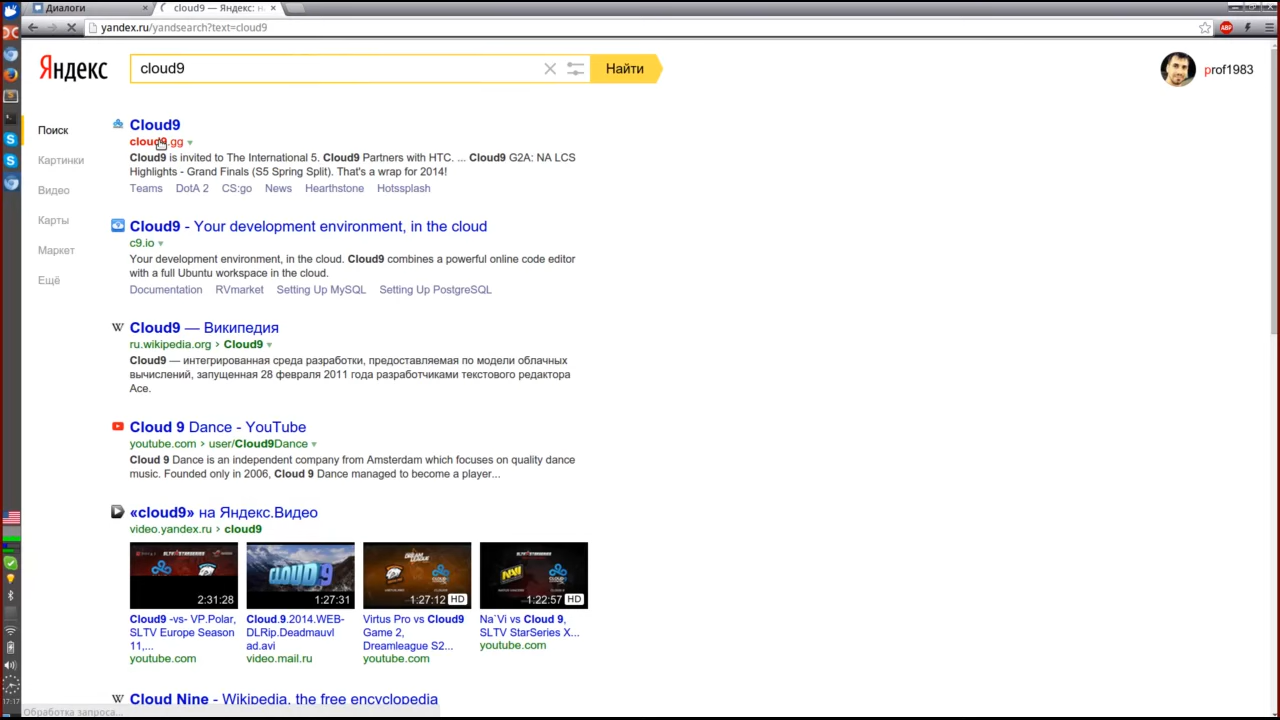 Диалоги
cloud9 — Яндекс: н
yandex.ru/yandsearch?text=cloud9
Яндекс
cloud9
Найти
prof1983
Поиск
Картинки
Видео
Карты
Маркет
Ещё
Cloud9
cloud9.gg
Cloud9 is invited to The International 5. Cloud9 Partners with HTC. ... Cloud9 G2A: NA LCS
Highlights - Grand Finals (S5 Spring Split). That's a wrap for 2014!
Teams DotA 2 CS:go News Hearthstone Hotssplash
Cloud9 - Your development environment, in the cloud
c9.io
Your development environment, in the cloud. Cloud9 combines a powerful online code editor
with a full Ubuntu workspace in the cloud.
Documentation RVmarket Setting Up MySQL Setting Up PostgreSQL
Cloud9 — Википедия
ru.wikipedia.org › Cloud9
Cloud9 — интегрированная среда разработки, предоставляемая по модели облачных
вычислений, запущенная 28 февраля 2011 года разработчиками текстового редактора
Ace.
Cloud 9 Dance - YouTube
youtube.com › user/Cloud9Dance
Cloud 9 Dance is an independent company from Amsterdam which focuses on quality dance
music. Founded only in 2006, Cloud 9 Dance managed to become a player...
«cloud9» на Яндекс.Видео
video.yandex.ru › cloud9
2:31:28
CLOUD 9
1:27:31
1:27:12 HD
1:22:57 HD
Cloud9 -vs- VP.Polar,
SLTV Europe Season
11,...
youtube.com
Cloud.9.2014.WEB-
DLRip.Deadmauvl
ad.avi
video.mail.ru
Virtus Pro vs Cloud9
Game 2,
Dreamleague S2...
youtube.com
Na`Vi vs Cloud 9,
SLTV StarSeries X...
youtube.com
Cloud Nine - Wikipedia, the free encyclopedia
Обработка запроса...
17:17
ABP